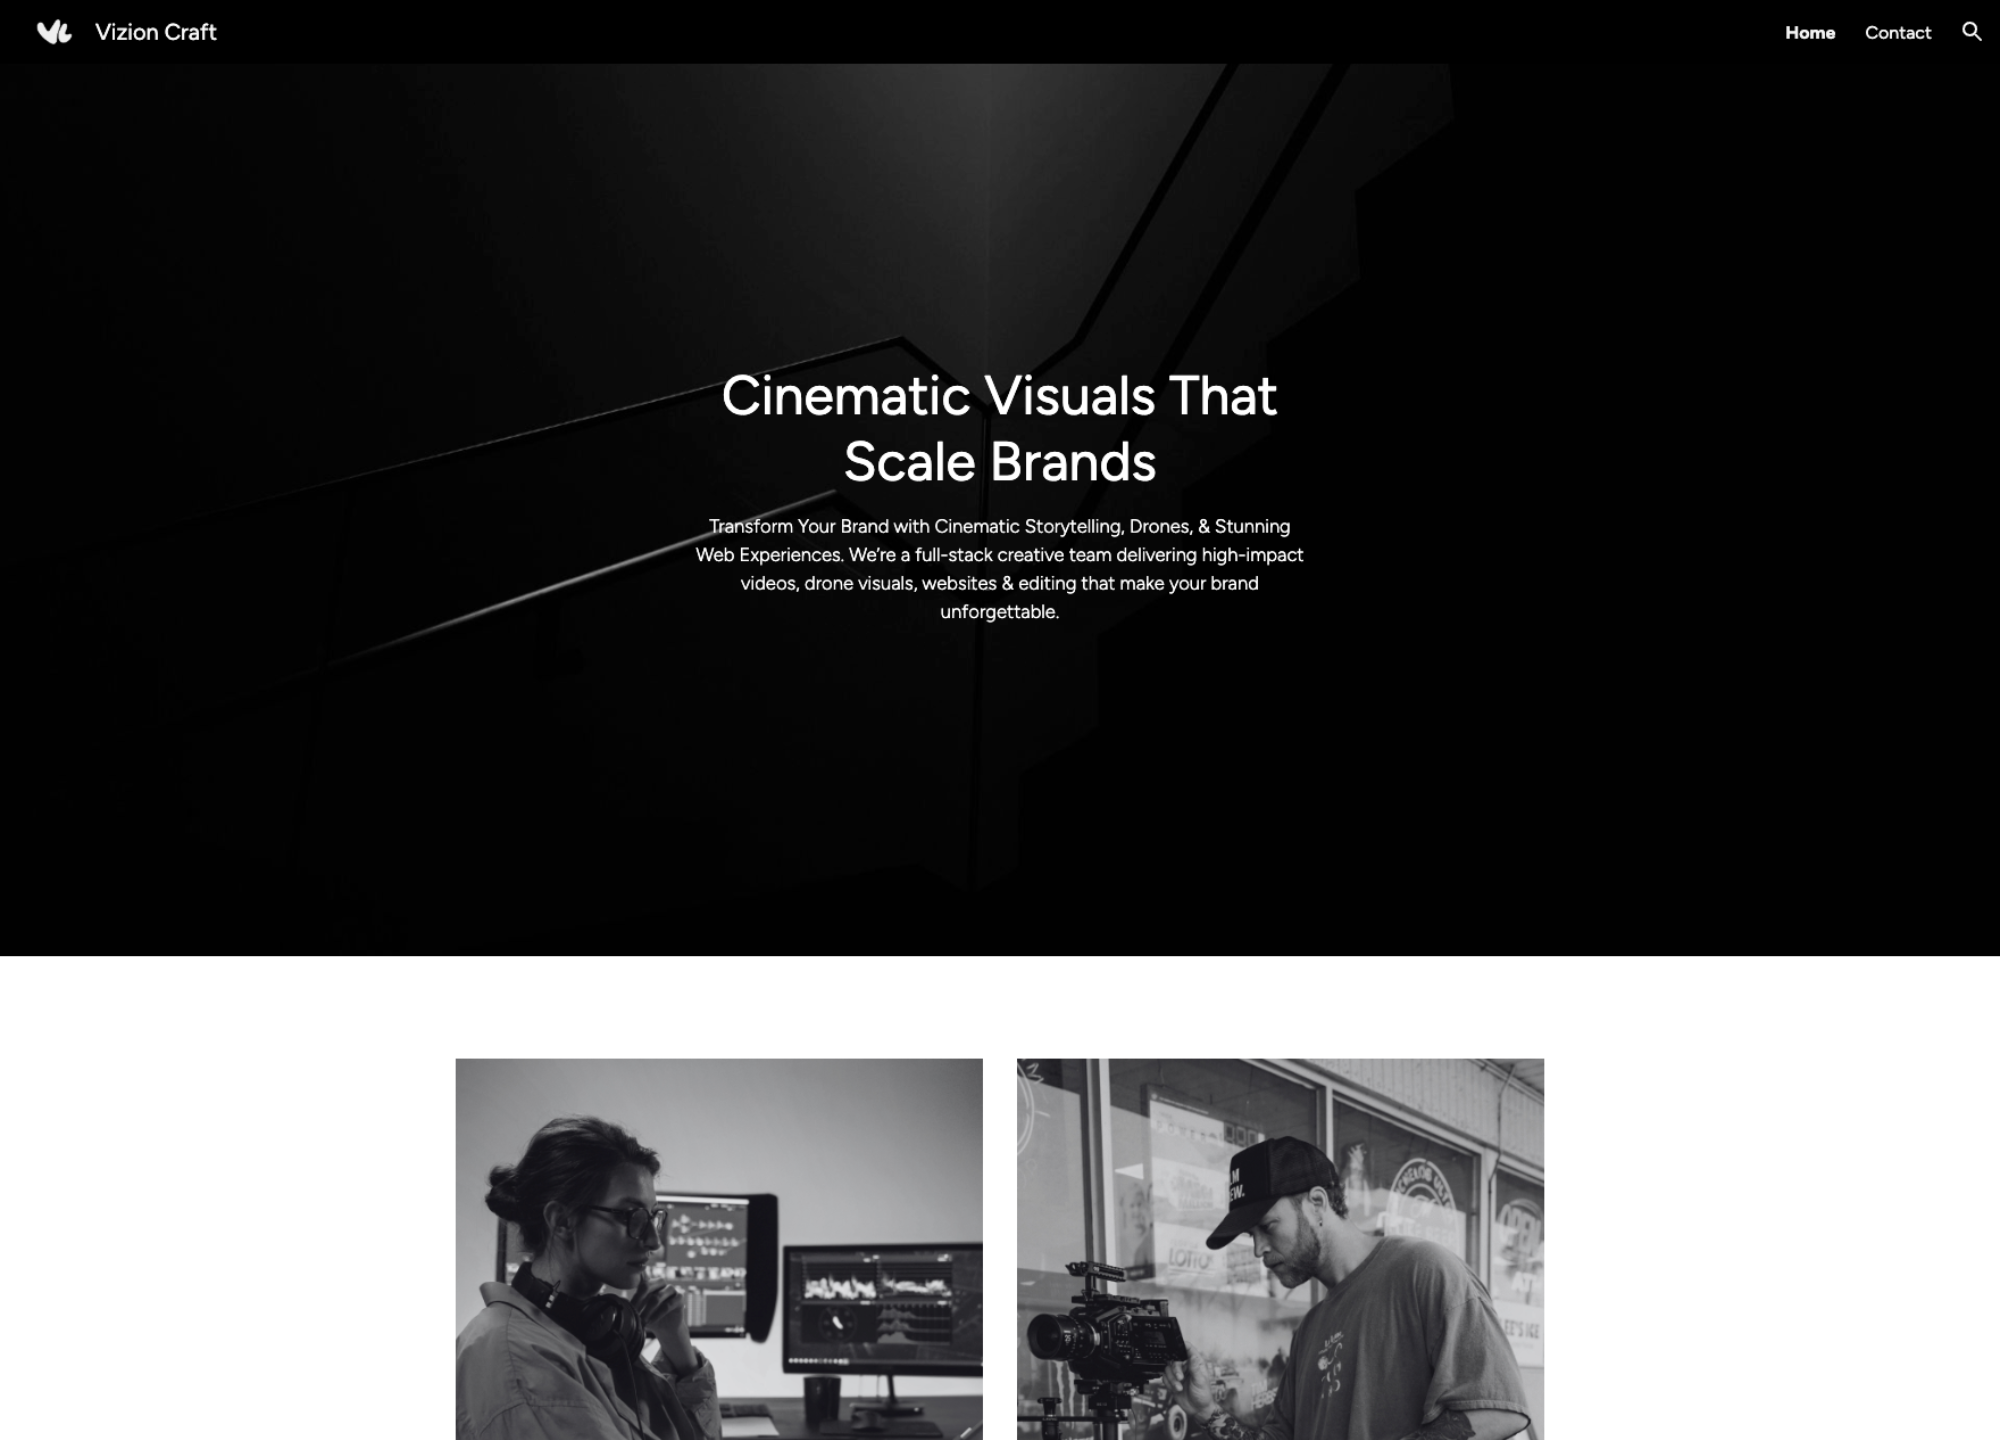 Vizion Craft
Home
Contact
Cinematic Visuals That
Scale Brands
Transform Your Brand with Cinematic Storytelling, Drones, & Stunning
Web Experiences. We’re a full-stack creative team delivering high-impact
videos, drone visuals, websites & editing that make your brand
unforgettable.
LOTTO